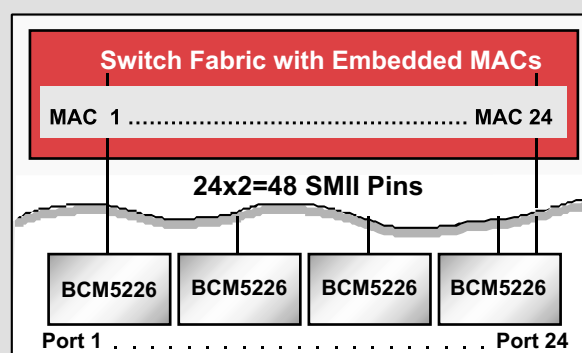 Switch Fabric with Embedded MACs
MAC 1 ................................................ MAC 24
24x2=48 SMII Pins
BCM5226 BCM5226 BCM5226 BCM5226
Port 1 . . . . . . . . . . . . . . . . . . . . Port 24